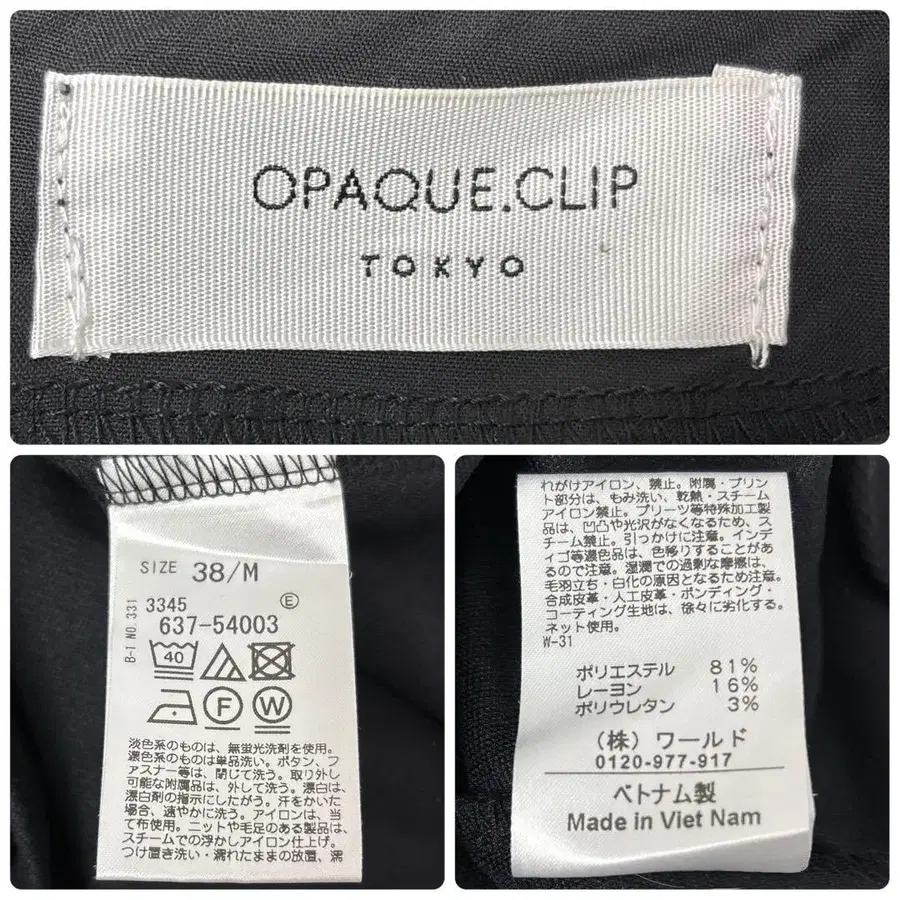 OPAQUE.CLIP
TOKYO
SIZE 38/M
B-1 NO.331
3345
Ⓔ
637-54003
40
F
W
淡色系のものは、無蛍光洗剤を使用。
濃色系のものは単品洗い。ボタン、フ
ァスナー等は、閉じて洗う。取り外し
可能な附属品は、外して洗う。漂白は、
漂白剤の指示にしたがう。汗をかいた
場合、速やかに洗う。アイロンは、当
て布使用。ニットや毛足のある製品は、
スチームでの浮かしアイロン仕上げ。
つけ置き洗い・濡れたままの放置、濡
れがけアイロン、禁止。附属・プリン
ト部分は、もみ洗い、乾熱・スチーム
アイロン禁止。プリーツ等特殊加工製
品は、凹凸や光沢がなくなるため、ス
チーム禁止。引っかけに注意。インデ
ィゴ等濃色品は、色移りすることがあ
るので注意。湿潤での過剰な摩擦は、
毛羽立ち・白化の原因となるため注意。
合成皮革・人工皮革・ボンディング・
コーティング生地は、徐々に劣化する。
ネット使用。
W-31
ポリエステル 81%
レーヨン 16%
ポリウレタン 3%
(株)ワールド
0120-977-917
ベトナム製
Made in Viet Nam